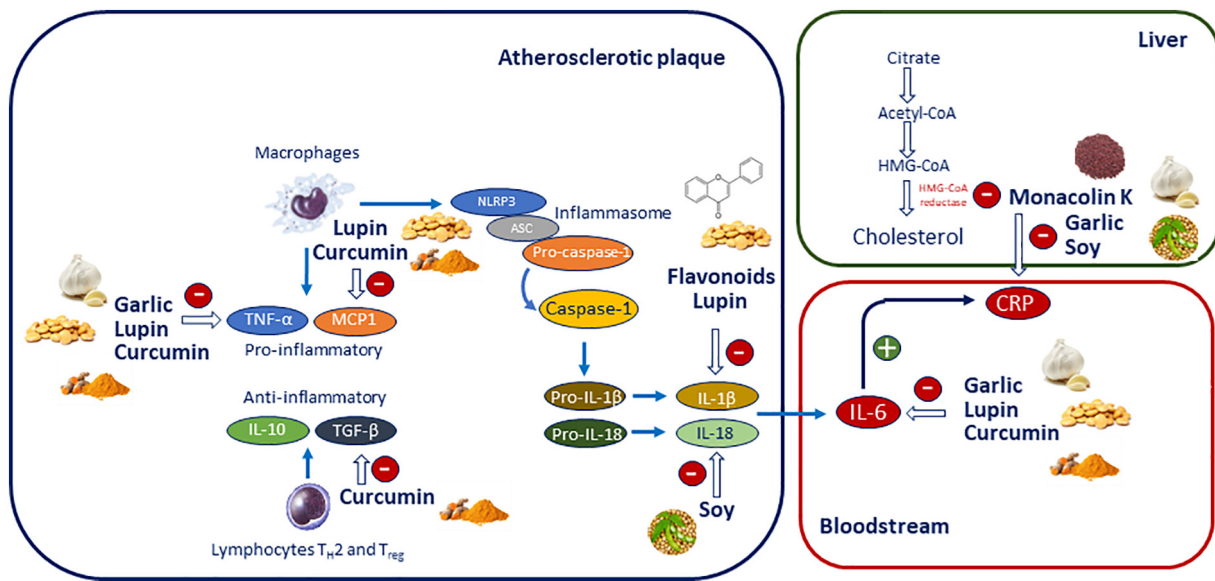 Atherosclerotic plaque
Macrophages
NLRP3
ASC
Inflammasome
Pro-caspase-1
Lupin
Curcumin
-
Caspase-1
Flavonoids
Lupin
-
Garlic
Lupin
Curcumin
-
TNF-α
MCP1
Pro-inflammatory
Anti-inflammatory
IL-10
TGF-β
-
Curcumin
Lymphocytes TH2 and Treg
Pro-IL-1β
IL-1β
Pro-IL-18
IL-18
-
Soy
Liver
Citrate
Acetyl-CoA
HMG-CoA
HMG-CoA
reductase
-
Cholesterol
Monacolin K
Garlic
Soy
-
CRP
+
IL-6
-
Garlic
Lupin
Curcumin
Bloodstream
O
O